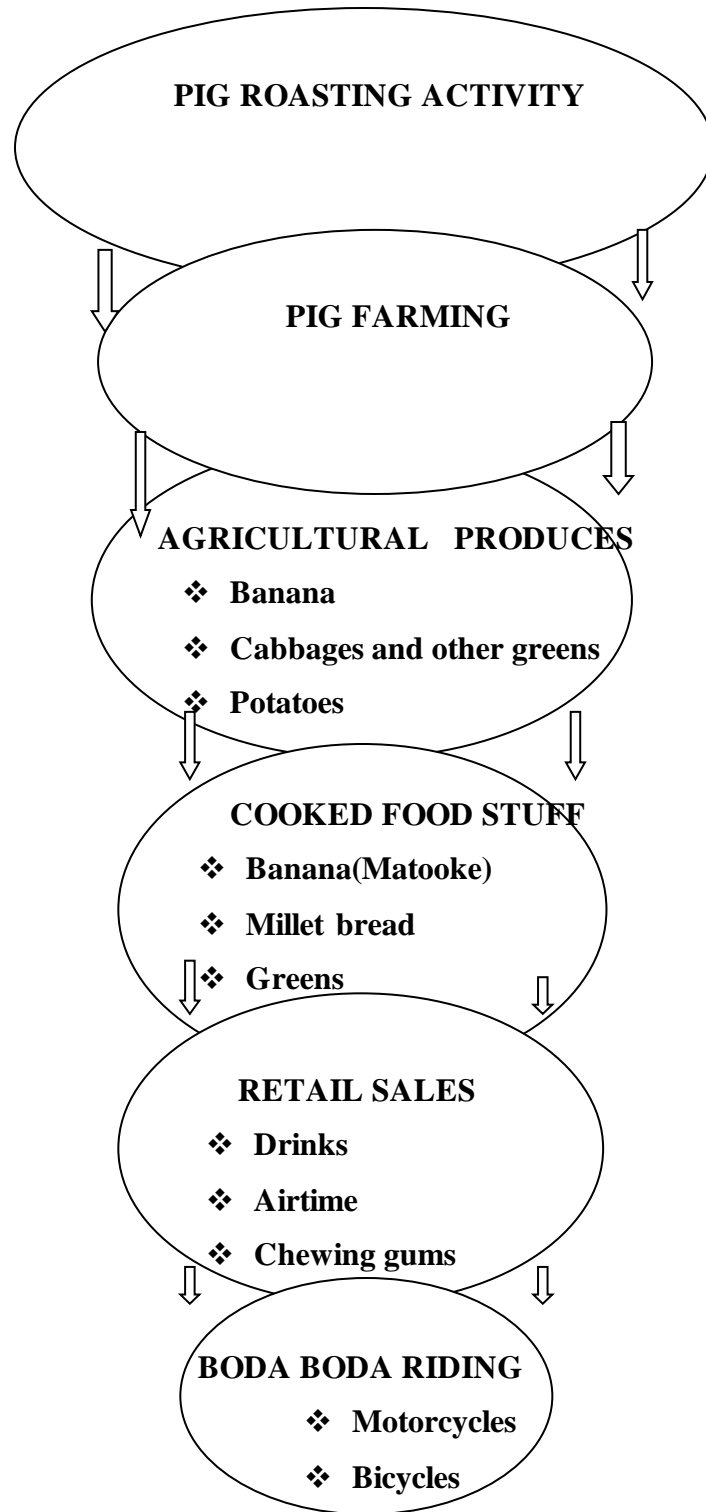 PIG ROASTING ACTIVITY
PIG FARMING
AGRICULTURAL PRODUCES
❖ Banana
❖ Cabbages and other greens
❖ Potatoes
COOKED FOOD STUFF
❖ Banana(Matooke)
❖ Millet bread
❖ Greens
RETAIL SALES
❖ Drinks
❖ Airtime
❖ Chewing gums
BODA BODA RIDING
❖ Motorcycles
❖ Bicycles